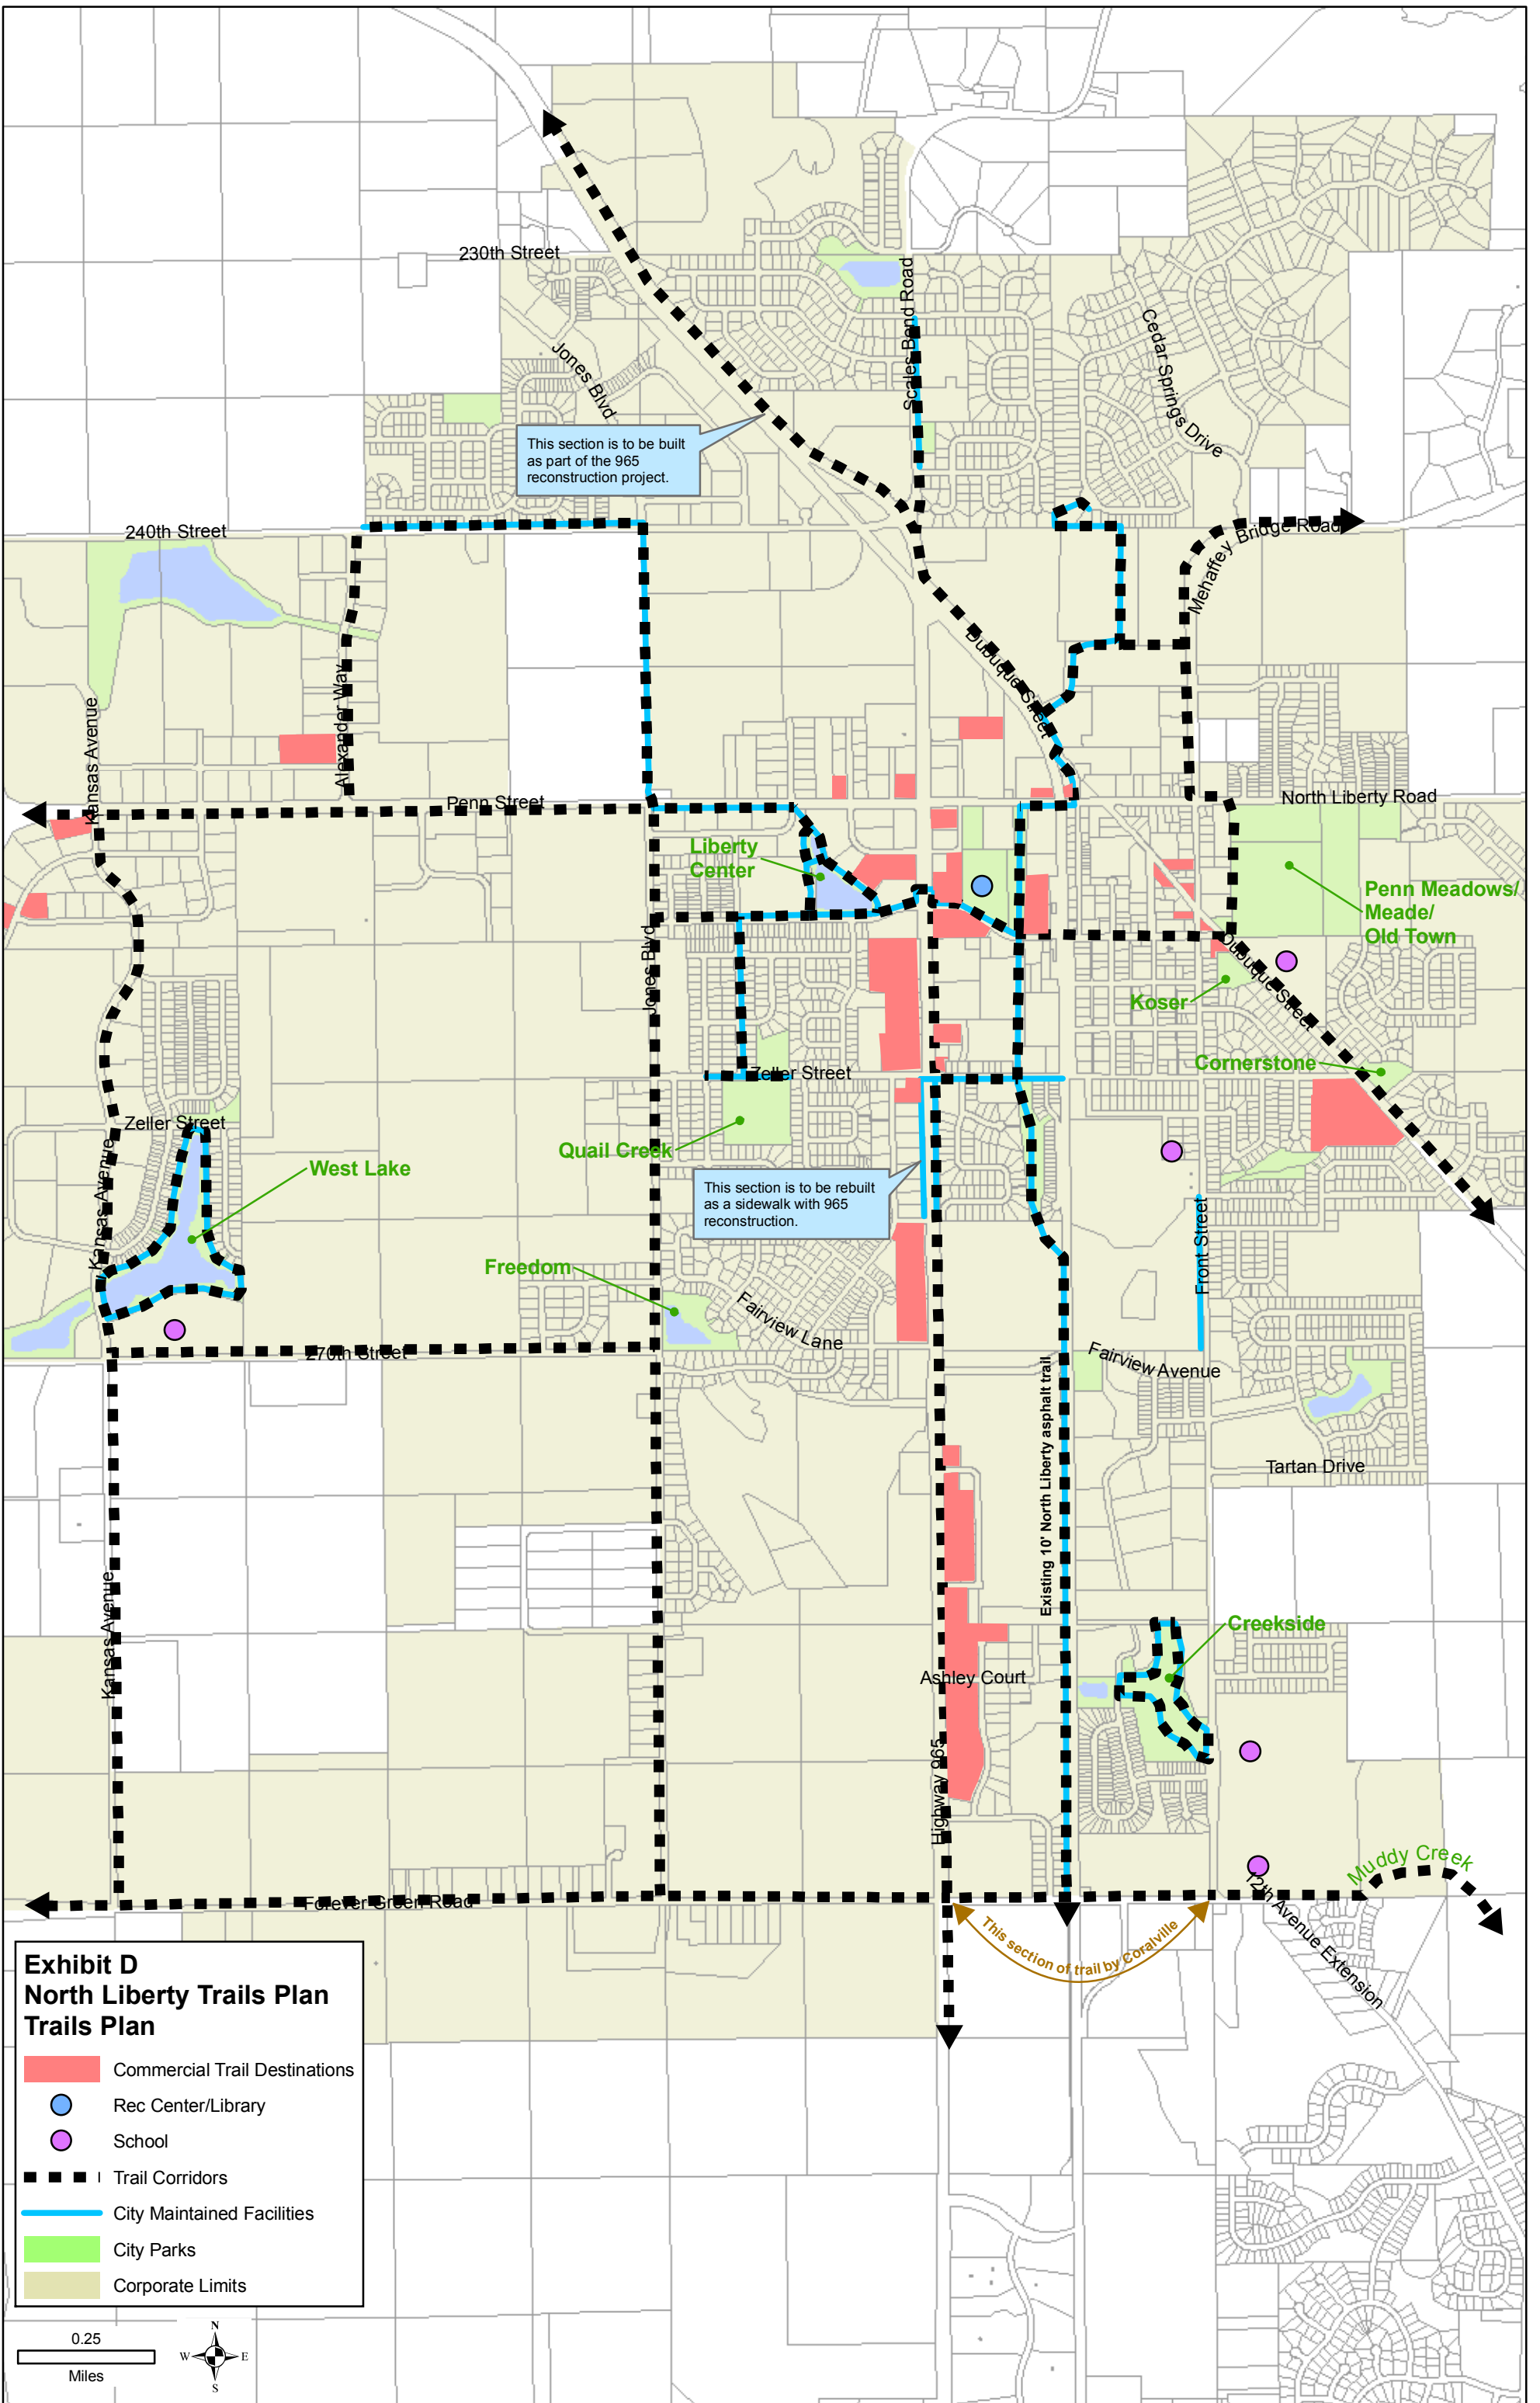 230th Street
Scales Bend Road
Cedar Springs Drive
Jones Blvd
This section is to be built
as part of the 965
reconstruction project.
240th Street
Mehaffey Bridge Road
Dubuque Street
Alexander Way
Kansas Avenue
Penn Street
North Liberty Road
Liberty
Center
Penn Meadows/
Meade/
Old Town
Jones Blvd
Dubuque Street
Koser
Cornerstone
Zeller Street
Zeller Street
Quail Creek
West Lake
Kansas Avenue
This section is to be rebuilt
as a sidewalk with 965
reconstruction.
Front Street
Freedom
Fairview Lane
270th Street
Fairview Avenue
Existing 10' North Liberty asphalt trail
Tartan Drive
Kansas Avenue
Creekside
Ashley Court
Highway 965
Muddy Creek
12th Avenue Extension
Forever Green Road
This section of trail by Coralville
Exhibit D
North Liberty Trails Plan
Trails Plan
Commercial Trail Destinations
Rec Center/Library
School
Trail Corridors
City Maintained Facilities
City Parks
Corporate Limits
0.25
Miles
N
W
E
S